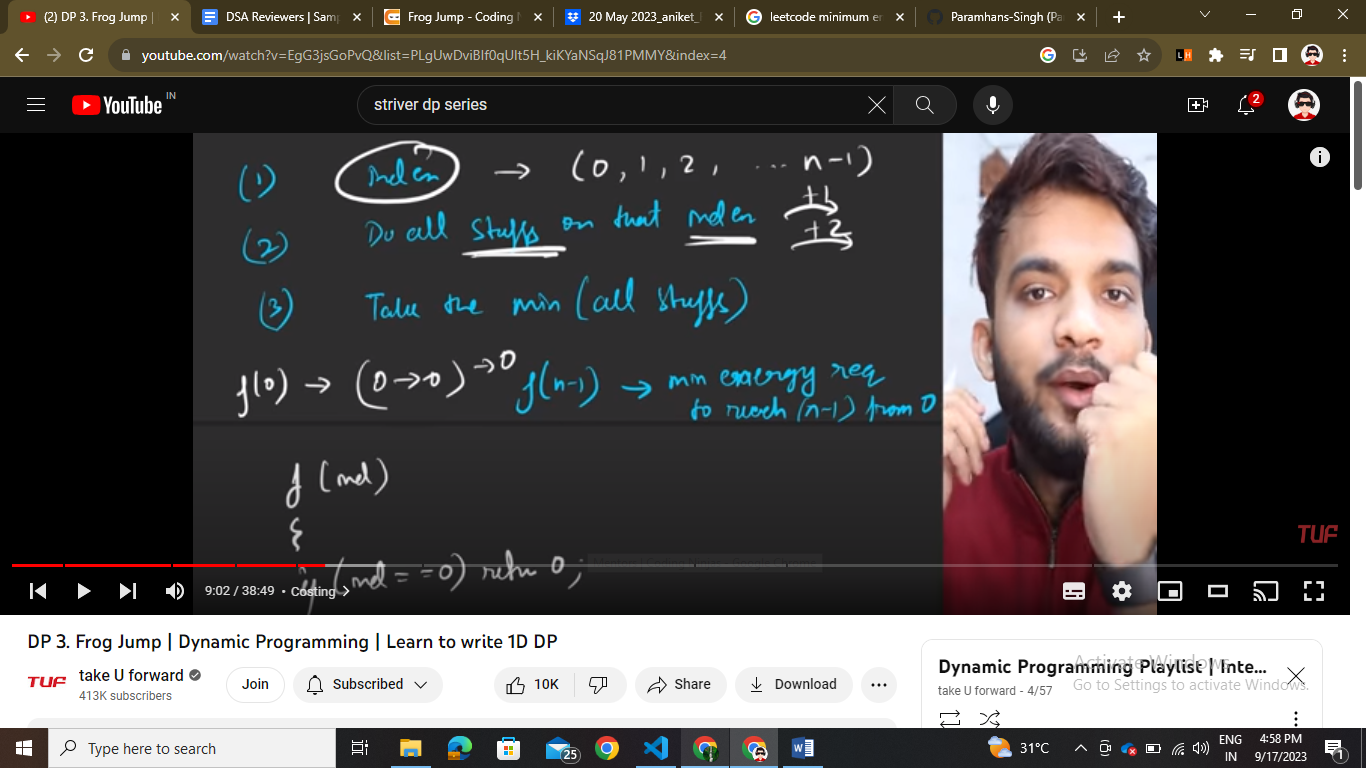 (2) DP 3. Frog Jump |
DSA Reviewers | Samp
Frog Jump - Coding N
20 May 2023_aniket_
leetcode minimum en
Paramhans-Singh (Pa
youtube.com/watch?v=EgG3jsGoPvQ&list=PLgUwDviBIf0qUlt5H_kiKYaNSqJ81PMMY&index=4
LH
YouTube IN
striver dp series
2
(1) Index → (0, 1, 2, ... n-1)
(2) Do all stuffs on that index +1
+2
(3) Take the min (all stuffs)
f(0) → (0→0) → 0 f(n-1) → min energy req
to reach (n-1) from 0
f (ind)
{
if (ind == 0) return 0;
TUF
9:02 / 38:49 • Costing >
DP 3. Frog Jump | Dynamic Programming | Learn to write 1D DP
TUF take U forward
413K subscribers
Join
Subscribed
10K
Share
Download
Dynamic Programming Playlist | Inte...
take U forward - 4/57
Activate Windows
Go to Settings to activate Windows.
Type here to search
25
31°C
ENG
IN
4:58 PM
9/17/2023
1